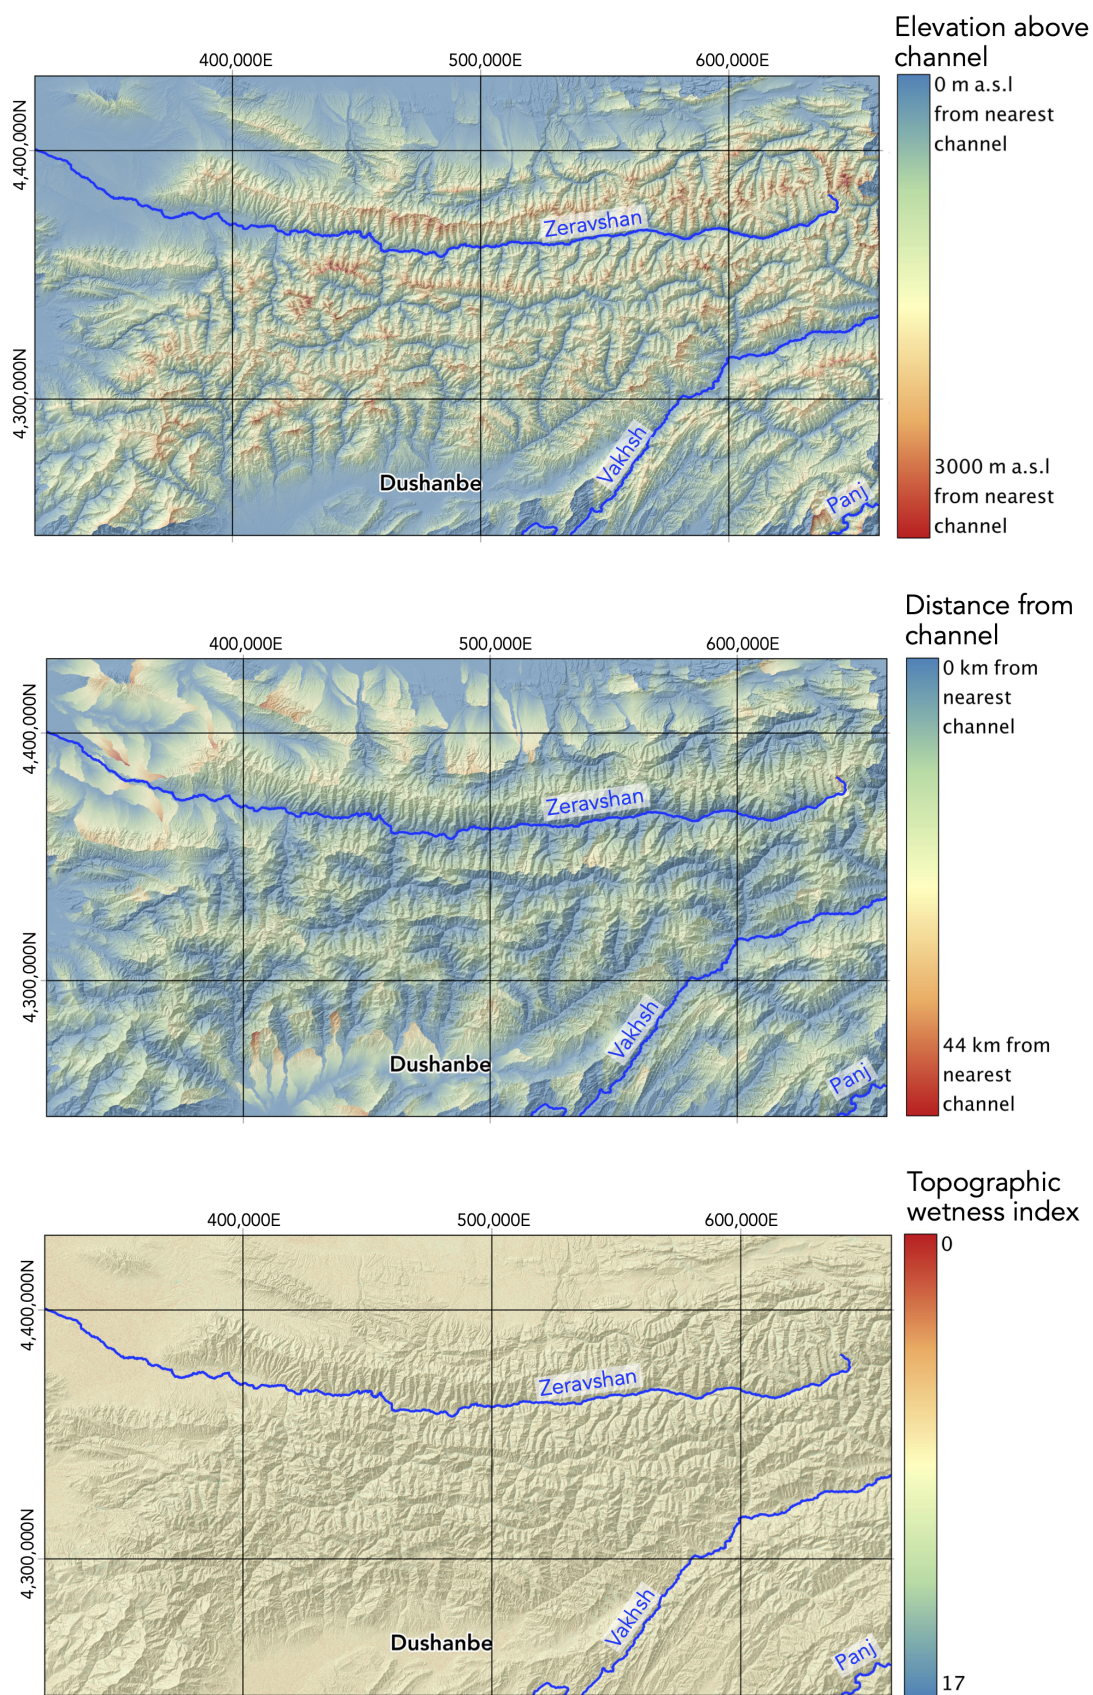 Elevation above
channel
400,000E 500,000E 600,000E
0 m a.s.l
from nearest
channel
4,400,000N
Zeravshan
4,300,000N
Vakhsh
Dushanbe
Panj
3000 m a.s.l
from nearest
channel
Distance from
channel
400,000E 500,000E 600,000E
0 km from
nearest
channel
4,400,000N
Zeravshan
4,300,000N
Vakhsh
Dushanbe
Panj
44 km from
nearest
channel
Topographic
wetness index
400,000E 500,000E 600,000E
0
4,400,000N
Zeravshan
4,300,000N
Vakhsh
Dushanbe
Panj
17